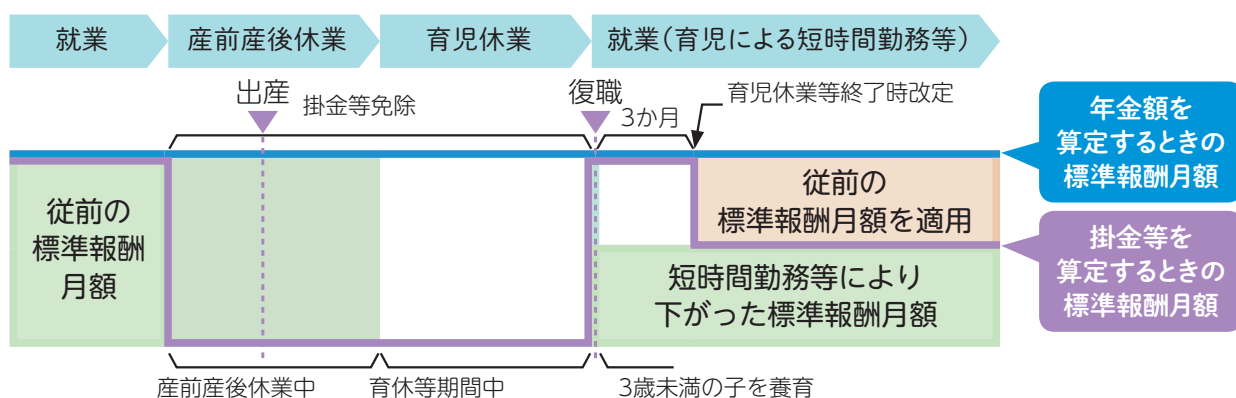 就業
産前産後休業
育児休業
就業(育児による短時間勤務等)
出産
掛金等免除
復職
3か月
育児休業等終了時改定
年金額を
算定するときの
標準報酬月額
従前の
標準報酬
月額
従前の
標準報酬月額を適用
掛金等を
算定するときの
標準報酬月額
短時間勤務等により
下がった標準報酬月額
産前産後休業中
育休等期間中
3歳未満の子を養育